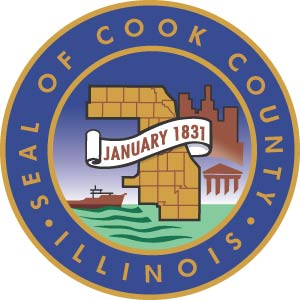 SEAL OF COOK COUNTY
• ILLINOIS •
JANUARY 1831